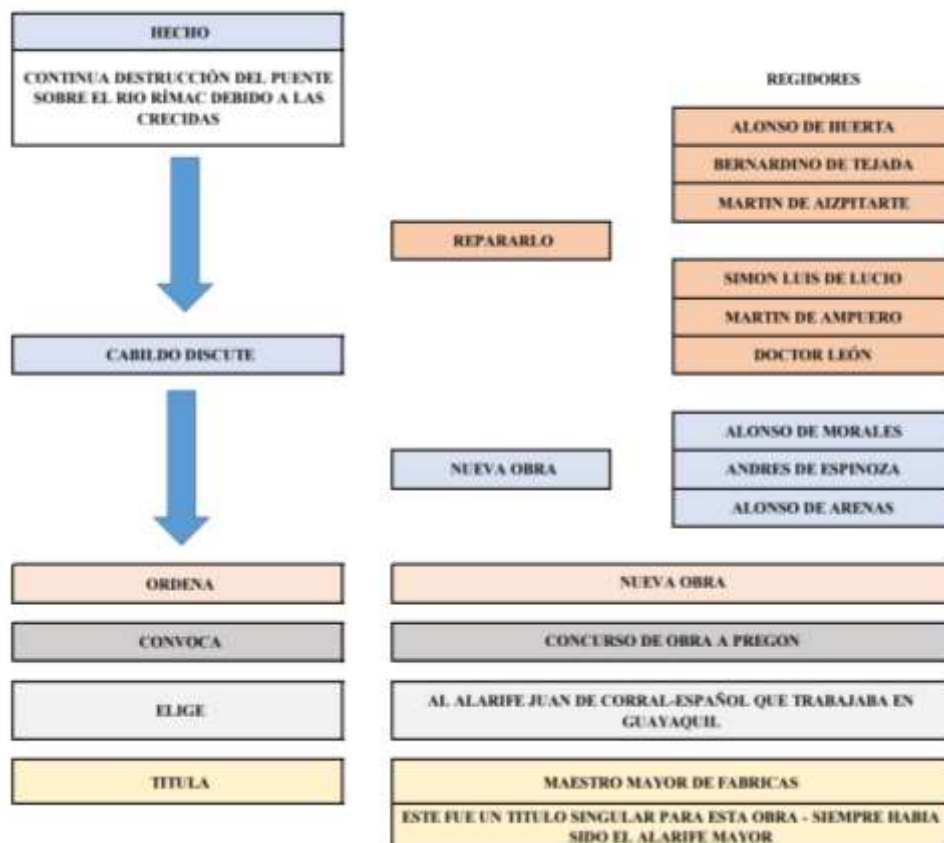 HECHO
CONTINUA DESTRUCCIÓN DEL PUENTE
SOBRE EL RIO RÍMAC DEBIDO A LAS
CRECIDAS
REGIDORES
ALONSO DE HUERTA
BERNARDINO DE TEJADA
MARTIN DE AIZPITARTE
REPARARLO
SIMON LUIS DE LUCIO
MARTIN DE AMPUERO
DOCTOR LEÓN
CABILDO DISCUTE
ALONSO DE MORALES
NUEVA OBRA
ANDRES DE ESPINOZA
ALONSO DE ARENAS
ORDENA
NUEVA OBRA
CONVOCA
CONCURSO DE OBRA A PREGON
ELIGE
AL ALARIFE JUAN DE CORRAL-ESPAÑOL QUE TRABAJABA EN
GUAYAQUIL
TITULA
MAESTRO MAYOR DE FABRICAS
ESTE FUE UN TITULO SINGULAR PARA ESTA OBRA - SIEMPRE HABIA
SIDO EL ALARIFE MAYOR